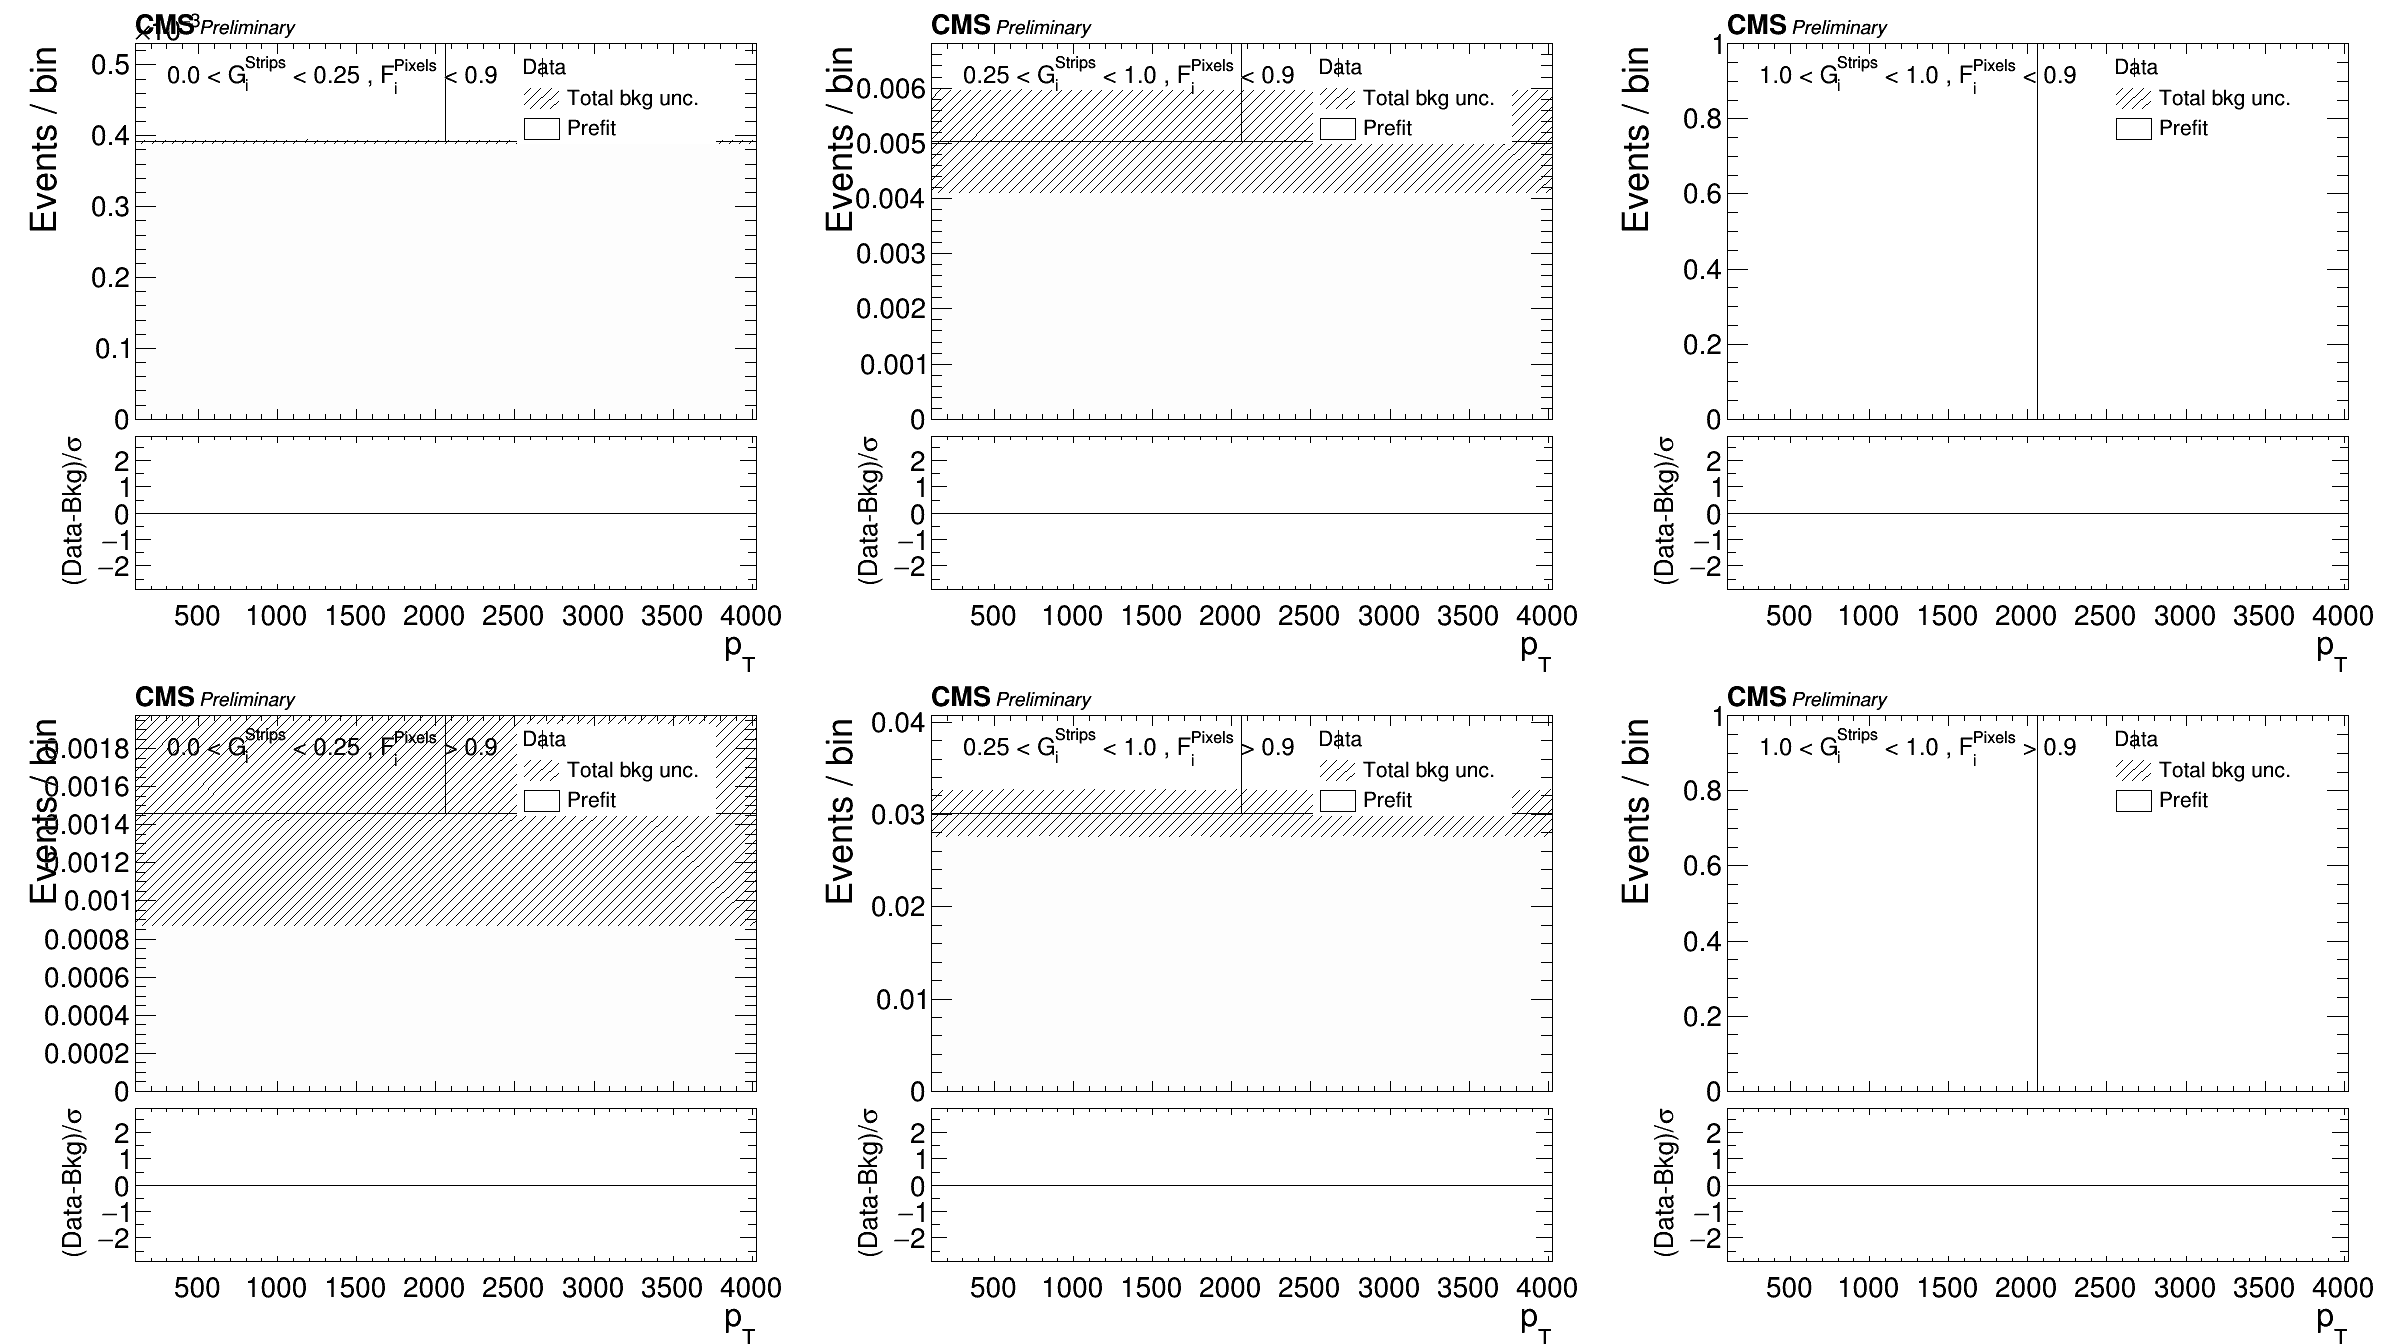 CMS Preliminary
×10⁻³
Events / bin
0.0 < G_i^Strips < 0.25 , F_i^Pixels < 0.9
Data
Total bkg unc.
Prefit
0.5
0.4
0.3
0.2
0.1
0
(Data-Bkg)/σ
2
1
0
−1
−2
500 1000 1500 2000 2500 3000 3500 4000
p_T
CMS Preliminary
Events / bin
0.25 < G_i^Strips < 1.0 , F_i^Pixels < 0.9
Data
Total bkg unc.
Prefit
0.006
0.005
0.004
0.003
0.002
0.001
0
(Data-Bkg)/σ
2
1
0
−1
−2
500 1000 1500 2000 2500 3000 3500 4000
p_T
CMS Preliminary
Events / bin
1.0 < G_i^Strips < 1.0 , F_i^Pixels < 0.9
Data
Total bkg unc.
Prefit
1
0.8
0.6
0.4
0.2
0
(Data-Bkg)/σ
2
1
0
−1
−2
500 1000 1500 2000 2500 3000 3500 4000
p_T
CMS Preliminary
Events / bin
0.0 < G_i^Strips < 0.25 , F_i^Pixels > 0.9
Data
Total bkg unc.
Prefit
0.0018
0.0016
0.0014
0.0012
0.001
0.0008
0.0006
0.0004
0.0002
0
(Data-Bkg)/σ
2
1
0
−1
−2
500 1000 1500 2000 2500 3000 3500 4000
p_T
CMS Preliminary
Events / bin
0.25 < G_i^Strips < 1.0 , F_i^Pixels > 0.9
Data
Total bkg unc.
Prefit
0.04
0.03
0.02
0.01
0
(Data-Bkg)/σ
2
1
0
−1
−2
500 1000 1500 2000 2500 3000 3500 4000
p_T
CMS Preliminary
Events / bin
1.0 < G_i^Strips < 1.0 , F_i^Pixels > 0.9
Data
Total bkg unc.
Prefit
1
0.8
0.6
0.4
0.2
0
(Data-Bkg)/σ
2
1
0
−1
−2
500 1000 1500 2000 2500 3000 3500 4000
p_T